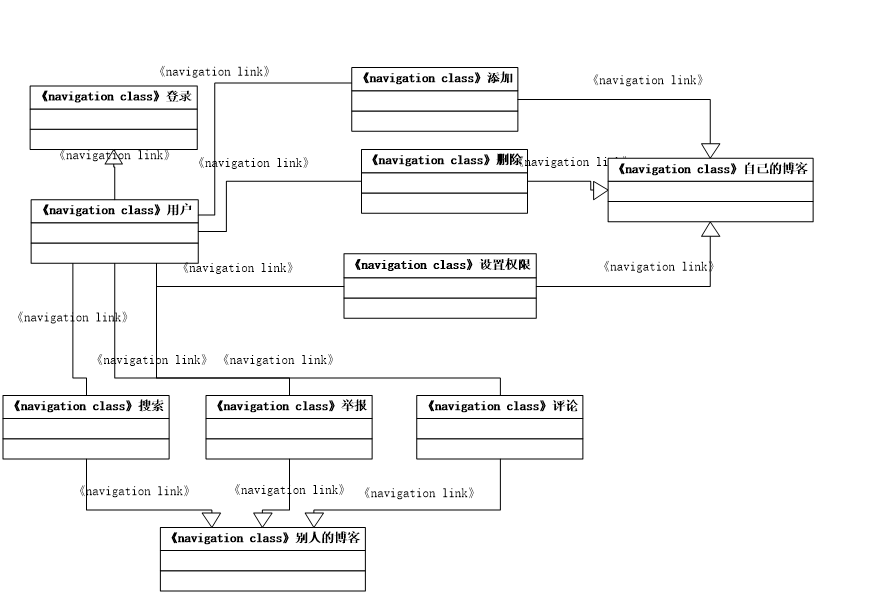 《navigation link》
《navigation class》添加
《navigation link》
《navigation class》登录
《navigation link》
《navigation link》
《navigation class》删除
《navigation link》
《navigation class》自己的博客
《navigation class》用户
《navigation link》
《navigation class》设置权限
《navigation link》
《navigation link》
《navigation link》
《navigation link》
《navigation class》搜索
《navigation class》举报
《navigation class》评论
《navigation link》
《navigation link》
《navigation link》
《navigation class》别人的博客